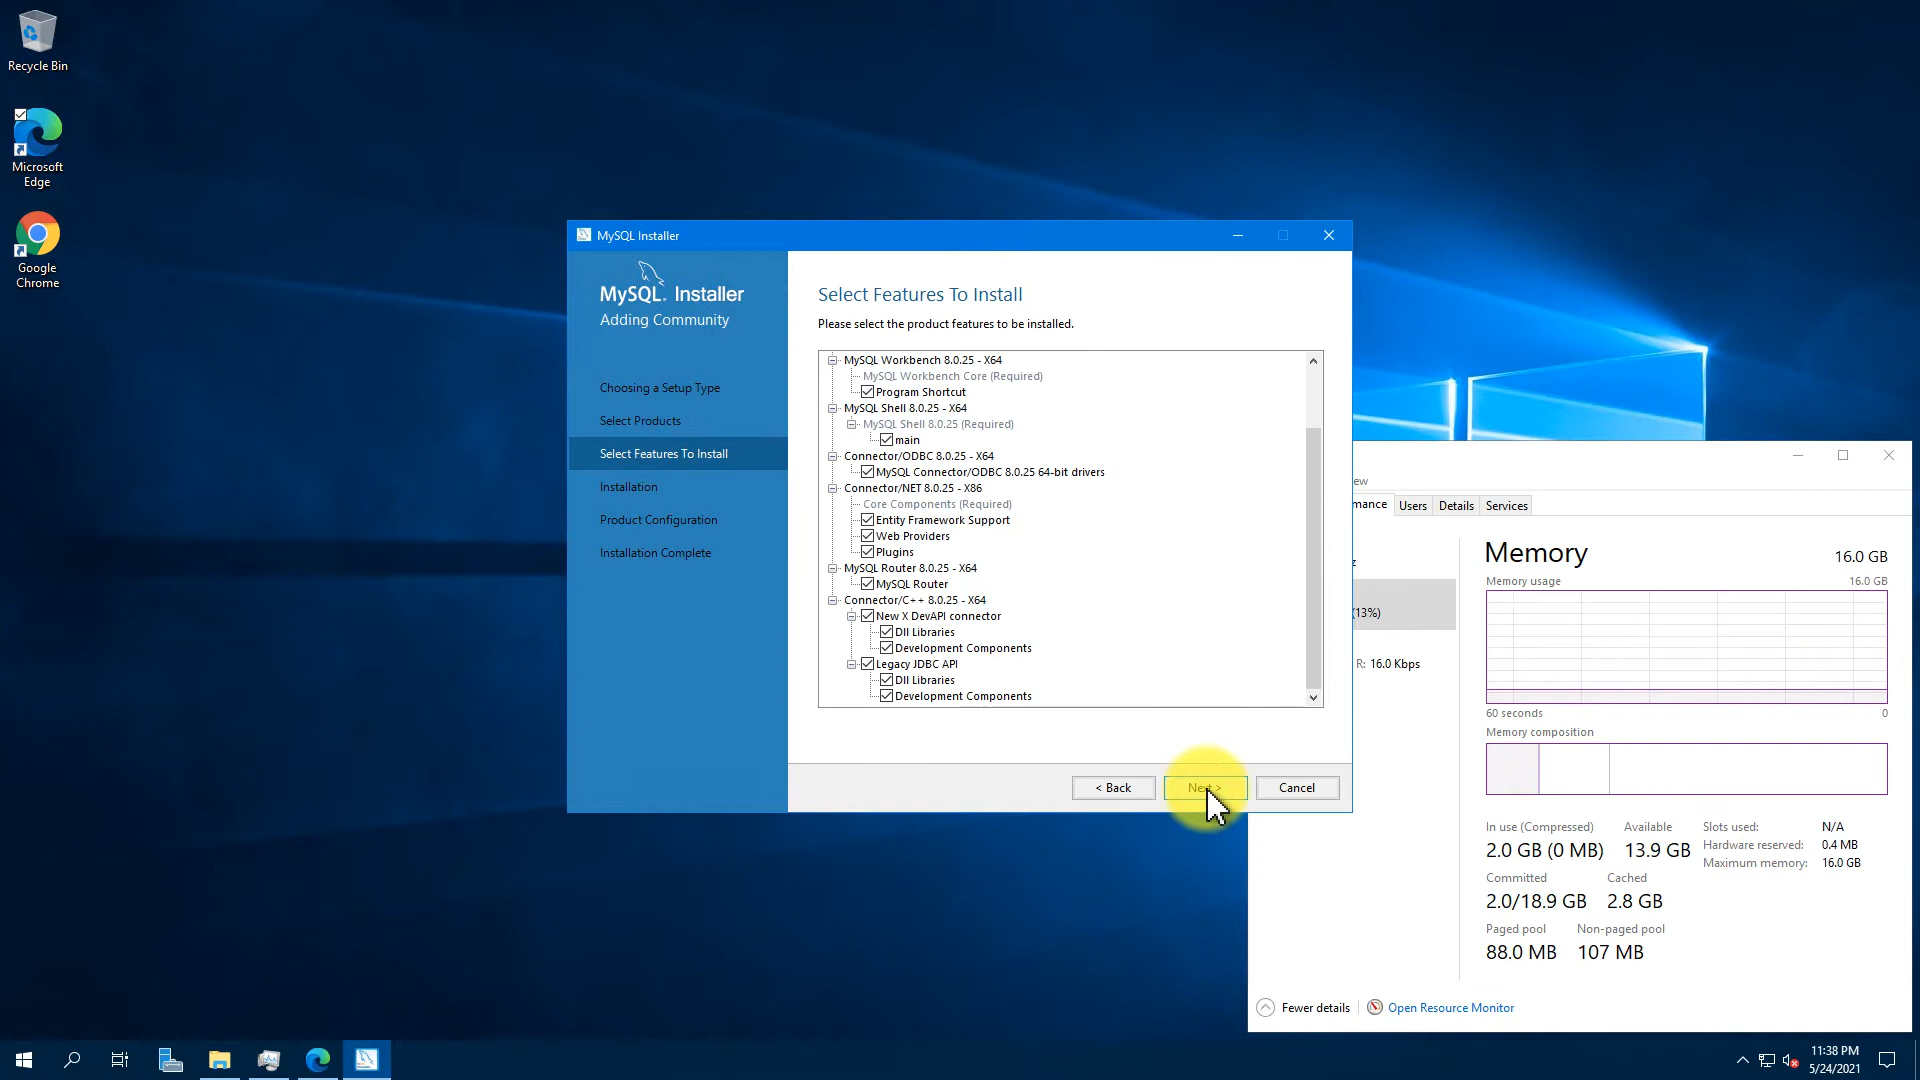 Recycle Bin
Microsoft
Edge
Google
Chrome
MySQL Installer
MySQL. Installer
Adding Community
Choosing a Setup Type
Select Products
Select Features To Install
Installation
Product Configuration
Installation Complete
Select Features To Install
Please select the product features to be installed.
MySQL Workbench 8.0.25 - X64
MySQL Workbench Core (Required)
Program Shortcut
MySQL Shell 8.0.25 - X64
MySQL Shell 8.0.25 (Required)
main
Connector/ODBC 8.0.25 - X64
MySQL Connector/ODBC 8.0.25 64-bit drivers
Connector/NET 8.0.25 - X86
Core Components (Required)
Entity Framework Support
Web Providers
Plugins
MySQL Router 8.0.25 - X64
MySQL Router
Connector/C++ 8.0.25 - X64
New X DevAPI connector
Dll Libraries
Development Components
Legacy JDBC API
Dll Libraries
Development Components
< Back
Next >
Cancel
ew
mance Users Details Services
z
(13%)
R: 16.0 Kbps
Memory 16.0 GB
Memory usage 16.0 GB
60 seconds 0
Memory composition
In use (Compressed) Available Slots used: N/A
2.0 GB (0 MB) 13.9 GB Hardware reserved: 0.4 MB
Maximum memory: 16.0 GB
Committed Cached
2.0/18.9 GB 2.8 GB
Paged pool Non-paged pool
88.0 MB 107 MB
Fewer details Open Resource Monitor
11:38 PM
5/24/2021